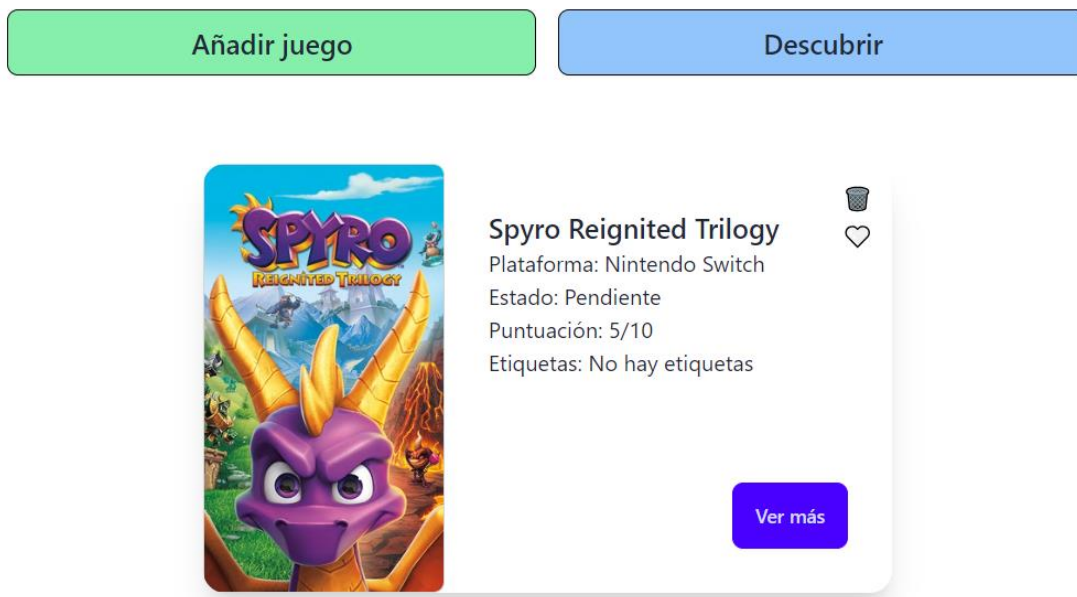 Añadir juego
Descubrir
SPYRO
REIGNITED TRILOGY
Spyro Reignited Trilogy
Plataforma: Nintendo Switch
Estado: Pendiente
Puntuación: 5/10
Etiquetas: No hay etiquetas
Ver más